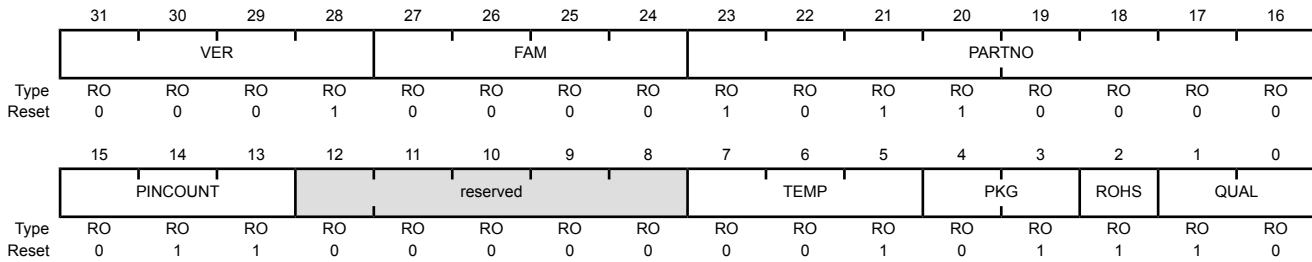 31 30 29 28 27 26 25 24 23 22 21 20 19 18 17 16
VER FAM PARTNO
Type RO RO RO RO RO RO RO RO RO RO RO RO RO RO RO RO
Reset 0 0 0 1 0 0 0 0 1 0 1 1 0 0 0 0
15 14 13 12 11 10 9 8 7 6 5 4 3 2 1 0
PINCOUNT reserved TEMP PKG ROHS QUAL
Type RO RO RO RO RO RO RO RO RO RO RO RO RO RO RO RO
Reset 0 1 1 0 0 0 0 0 0 0 1 0 1 1 1 0